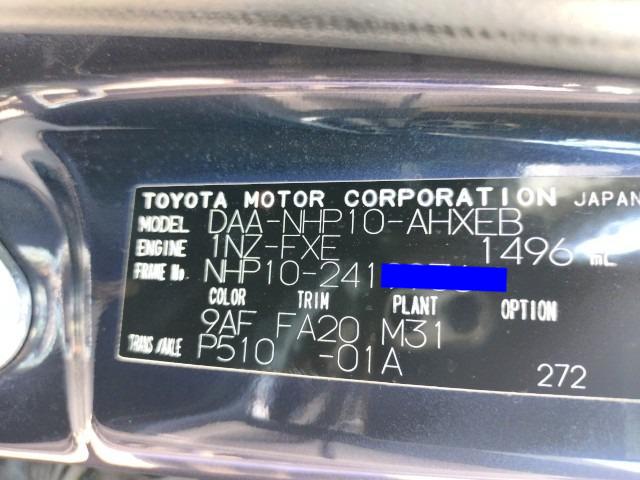 TOYOTA MOTOR CORPORATION JAPAN
MODEL DAA-NHP10-AHXEB
ENGINE 1NZ-FXE 1496 mL
FRAME No. NHP10-241
COLOR TRIM PLANT OPTION
9AF FA20 M31
TRANS/AXLE P510 -01A
272